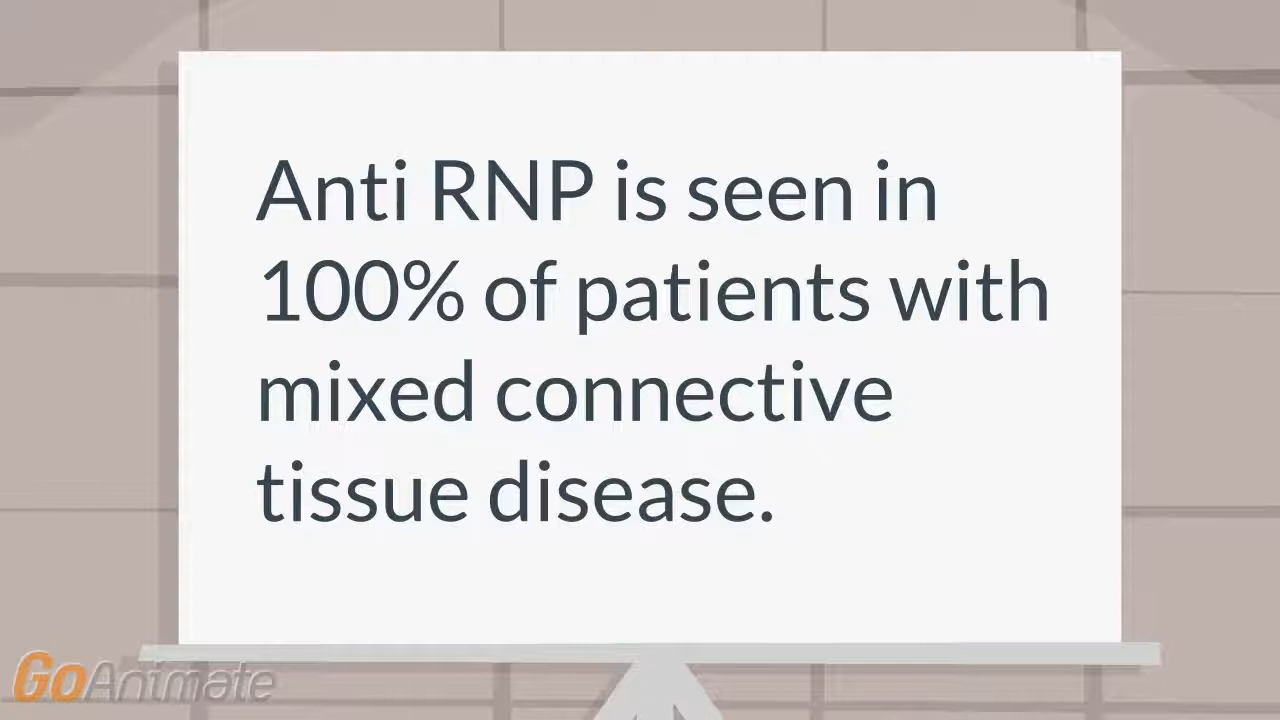 Anti RNP is seen in
100% of patients with
mixed connective
tissue disease.
GoAnimate